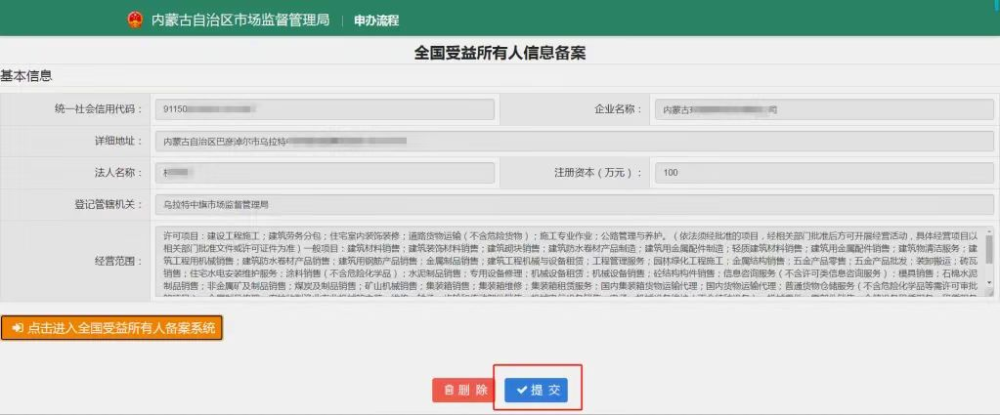 内蒙古自治区市场监督管理局 | 申办流程
全国受益所有人信息备案
基本信息
统一社会信用代码： 91150 企业名称： 内蒙古 司
详细地址： 内蒙古自治区巴彦淖尔市乌拉特
法人名称： 注册资本（万元）： 100
登记管辖机关： 乌拉特中旗市场监督管理局
经营范围：
许可项目：建设工程施工；建筑劳务分包；住宅室内装饰装修；道路货物运输（不含危险货物）；施工专业作业；公路管理与养护。（依法须经批准的项目，经相关部门批准后方可开展经营活动，具体经营项目以
相关部门批准文件或许可证件为准）一般项目：建筑材料销售；建筑装饰材料销售；建筑砌块销售；建筑防水卷材产品制造；建筑用金属配件制造；轻质建筑材料销售；建筑用金属配件销售；建筑物清洁服务；建
筑工程用机械销售；建筑防水卷材产品销售；建筑用钢筋产品销售；金属制品销售；建筑工程机械与设备租赁；工程管理服务；园林绿化工程施工；金属结构销售；五金产品零售；五金产品批发；装卸搬运；砖瓦
销售；住宅水电安装维护服务；涂料销售（不含危险化学品）；水泥制品销售；专用设备修理；机械设备租赁；机械设备销售；砼结构构件销售；信息咨询服务（不含许可类信息咨询服务）；模具销售；石棉水泥
制品销售；非金属矿及制品销售；煤炭及制品销售；矿山机械销售；集装箱销售；集装箱维修；集装箱租赁服务；国内集装箱货物运输代理；国内货物运输代理；普通货物仓储服务（不含危险化学品等需许可审批
点击进入全国受益所有人备案系统
删 除 提 交